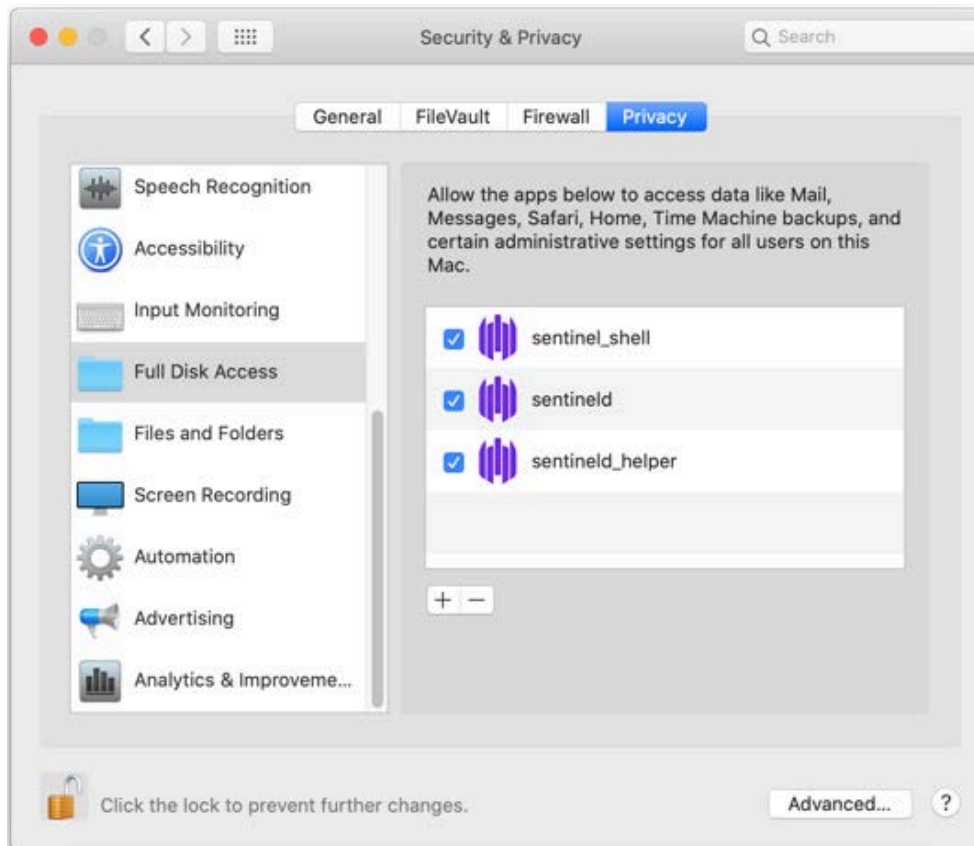 Security & Privacy
Search
General
FileVault
Firewall
Privacy
Speech Recognition
Accessibility
Input Monitoring
Full Disk Access
Files and Folders
Screen Recording
Automation
Advertising
Analytics & Improveme...
Allow the apps below to access data like Mail,
Messages, Safari, Home, Time Machine backups, and
certain administrative settings for all users on this
Mac.
sentinel_shell
sentineld
sentineld_helper
+ −
Click the lock to prevent further changes.
Advanced...
?